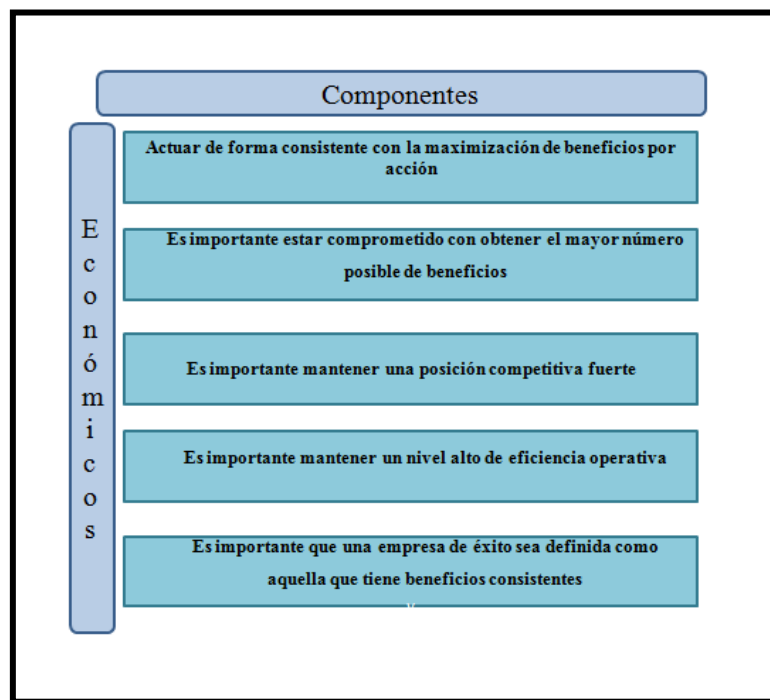 Componentes
Económicos
Actuar de forma consistente con la maximización de beneficios por
acción
Es importante estar comprometido con obtener el mayor número
posible de beneficios
Es importante mantener una posición competitiva fuerte
Es importante mantener un nivel alto de eficiencia operativa
Es importante que una empresa de éxito sea definida como
aquella que tiene beneficios consistentes